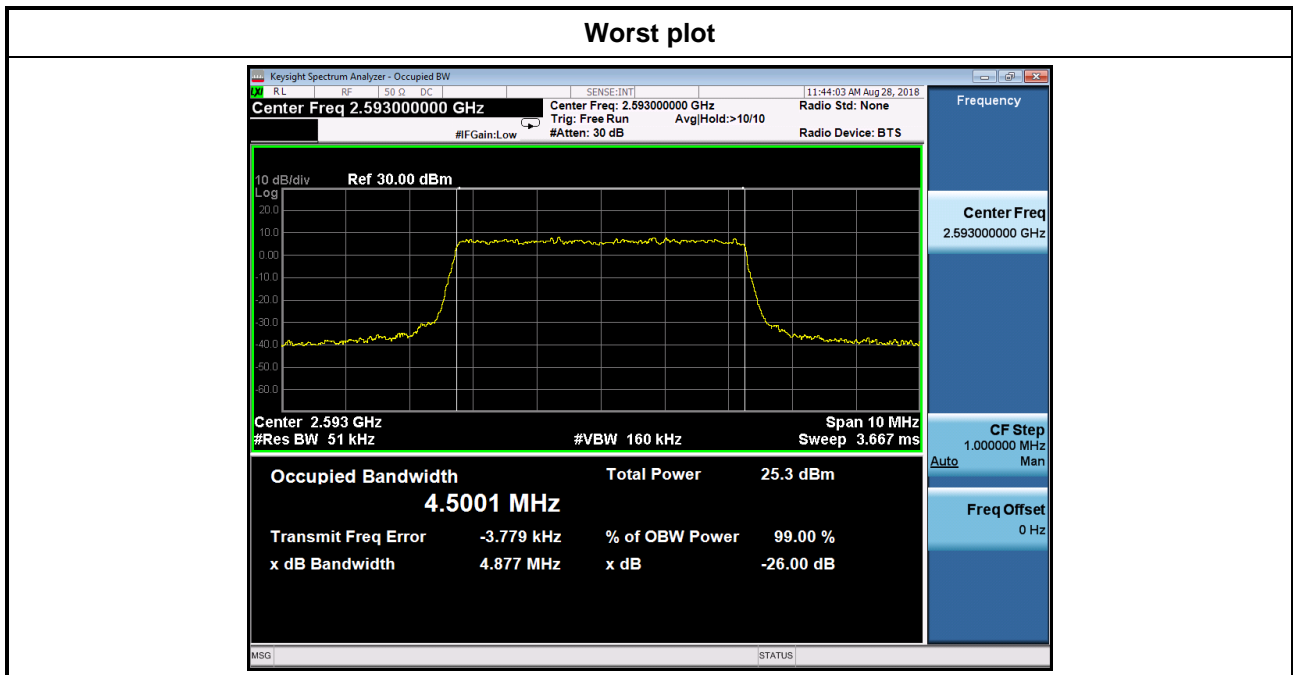 Worst plot
Keysight Spectrum Analyzer - Occupied BW
LXI RL RF 50 Ω DC SENSE:INT 11:44:03 AM Aug 28, 2018
Center Freq 2.593000000 GHz
Center Freq: 2.593000000 GHz Radio Std: None
Trig: Free Run Avg|Hold:>10/10
#IFGain:Low #Atten: 30 dB Radio Device: BTS
10 dB/div Ref 30.00 dBm
Log
20.0
10.0
0.00
-10.0
-20.0
-30.0
-40.0
-50.0
-60.0
Center 2.593 GHz Span 10 MHz
#Res BW 51 kHz #VBW 160 kHz Sweep 3.667 ms
Occupied Bandwidth Total Power 25.3 dBm
4.5001 MHz
Transmit Freq Error -3.779 kHz % of OBW Power 99.00 %
x dB Bandwidth 4.877 MHz x dB -26.00 dB
MSG STATUS
Frequency
Center Freq
2.593000000 GHz
CF Step
1.000000 MHz
Auto Man
Freq Offset
0 Hz